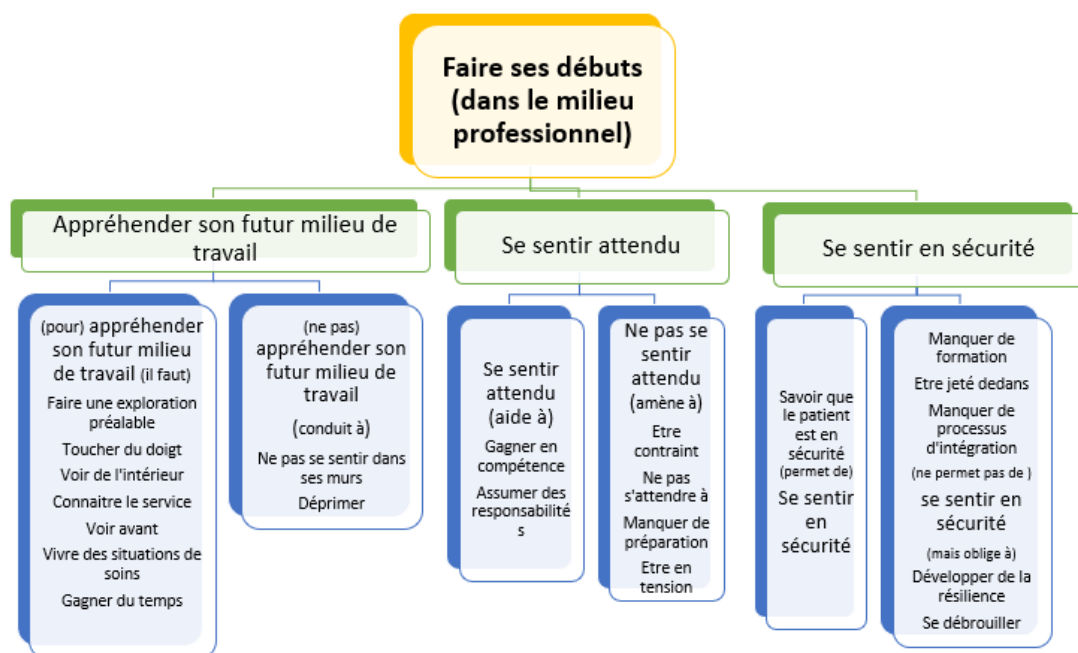 Faire ses débuts
(dans le milieu
professionnel)
Appréhender son futur milieu de
travail
Se sentir attendu
Se sentir en sécurité
(pour) appréhender
son futur milieu
de travail (il faut)
Faire une exploration
préalable
Toucher du doigt
Voir de l'intérieur
Connaitre le service
Voir avant
Vivre des situations de
soins
Gagner du temps
(ne pas)
appréhender son
futur milieu de
travail
(conduit à)
Ne pas se sentir dans
ses murs
Déprimer
Se sentir
attendu
(aide à)
Gagner en
compétence
Assumer des
responsabilité
s
Ne pas se
sentir
attendu
(amène à)
Etre
contraint
Ne pas
s'attendre à
Manquer de
préparation
Etre en
tension
Savoir que
le patient
est en
sécurité
(permet de)
Se sentir
en
sécurité
Manquer de
formation
Etre jeté dedans
Manquer de
processus
d'intégration
(ne permet pas de )
se sentir en
sécurité
(mais oblige à)
Développer de la
résilience
Se débrouiller